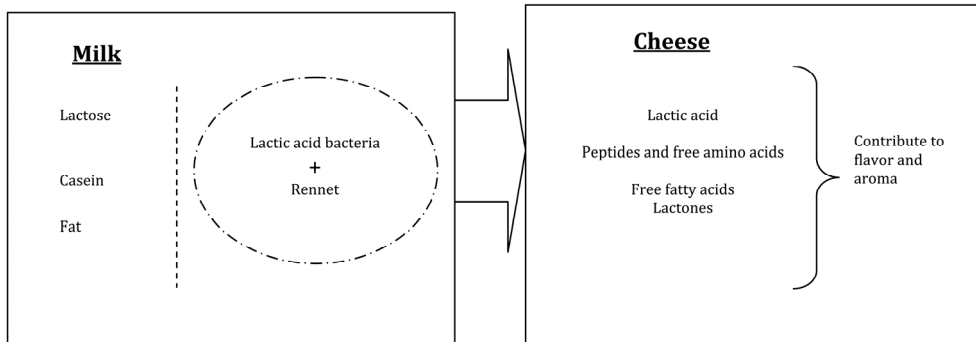 Milk
Lactose
Casein
Fat
Lactic acid bacteria
+
Rennet
Cheese
Lactic acid
Peptides and free amino acids
Free fatty acids
Lactones
Contribute to
flavor and
aroma